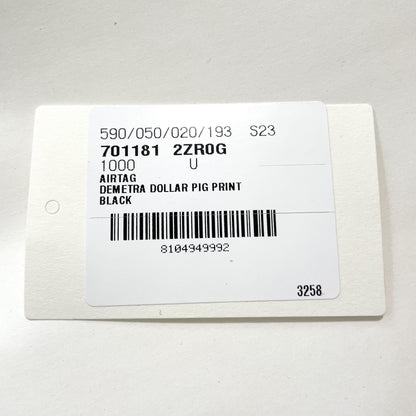 590/050/020/193 S23
701181 2ZR0G
1000 U
AIRTAG
DEMETRA DOLLAR PIG PRINT
BLACK
8104949992
3258